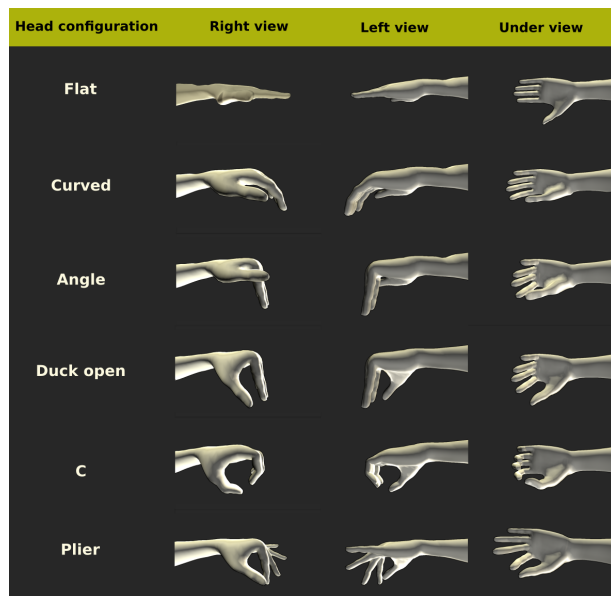 Head configuration Right view Left view Under view
Flat
Curved
Angle
Duck open
C
Plier